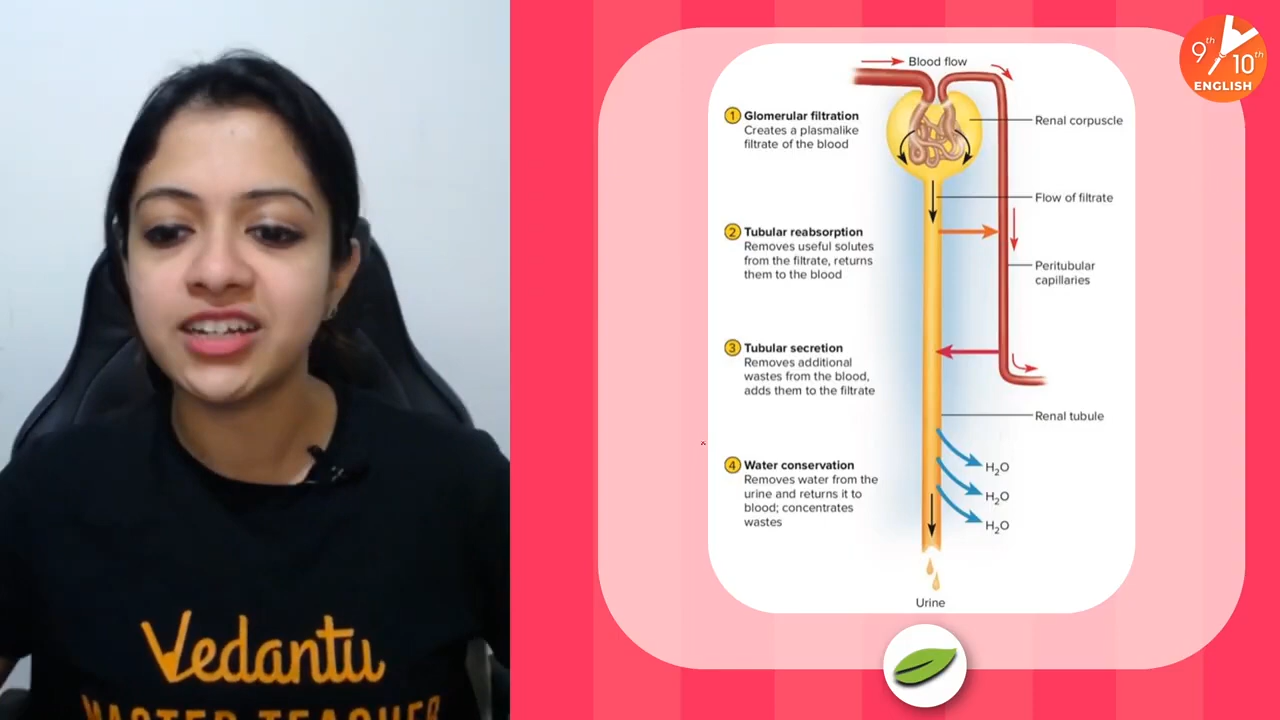 Blood flow
1 Glomerular filtration
Creates a plasmalike
filtrate of the blood
Renal corpuscle
Flow of filtrate
2 Tubular reabsorption
Removes useful solutes
from the filtrate, returns
them to the blood
Peritubular
capillaries
3 Tubular secretion
Removes additional
wastes from the blood,
adds them to the filtrate
Renal tubule
4 Water conservation
Removes water from the
urine and returns it to
blood; concentrates
wastes
H₂O
H₂O
H₂O
Urine
9th
10th
ENGLISH
Vedantu
MASTER TEACHER